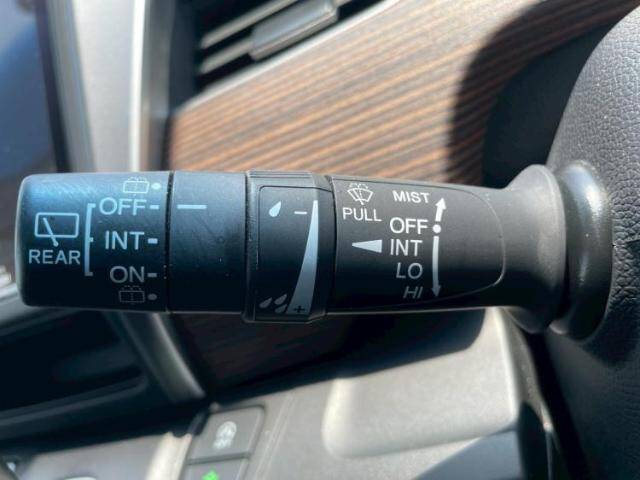 REAR
OFF
INT
ON
PULL
MIST
OFF
INT
LO
HI